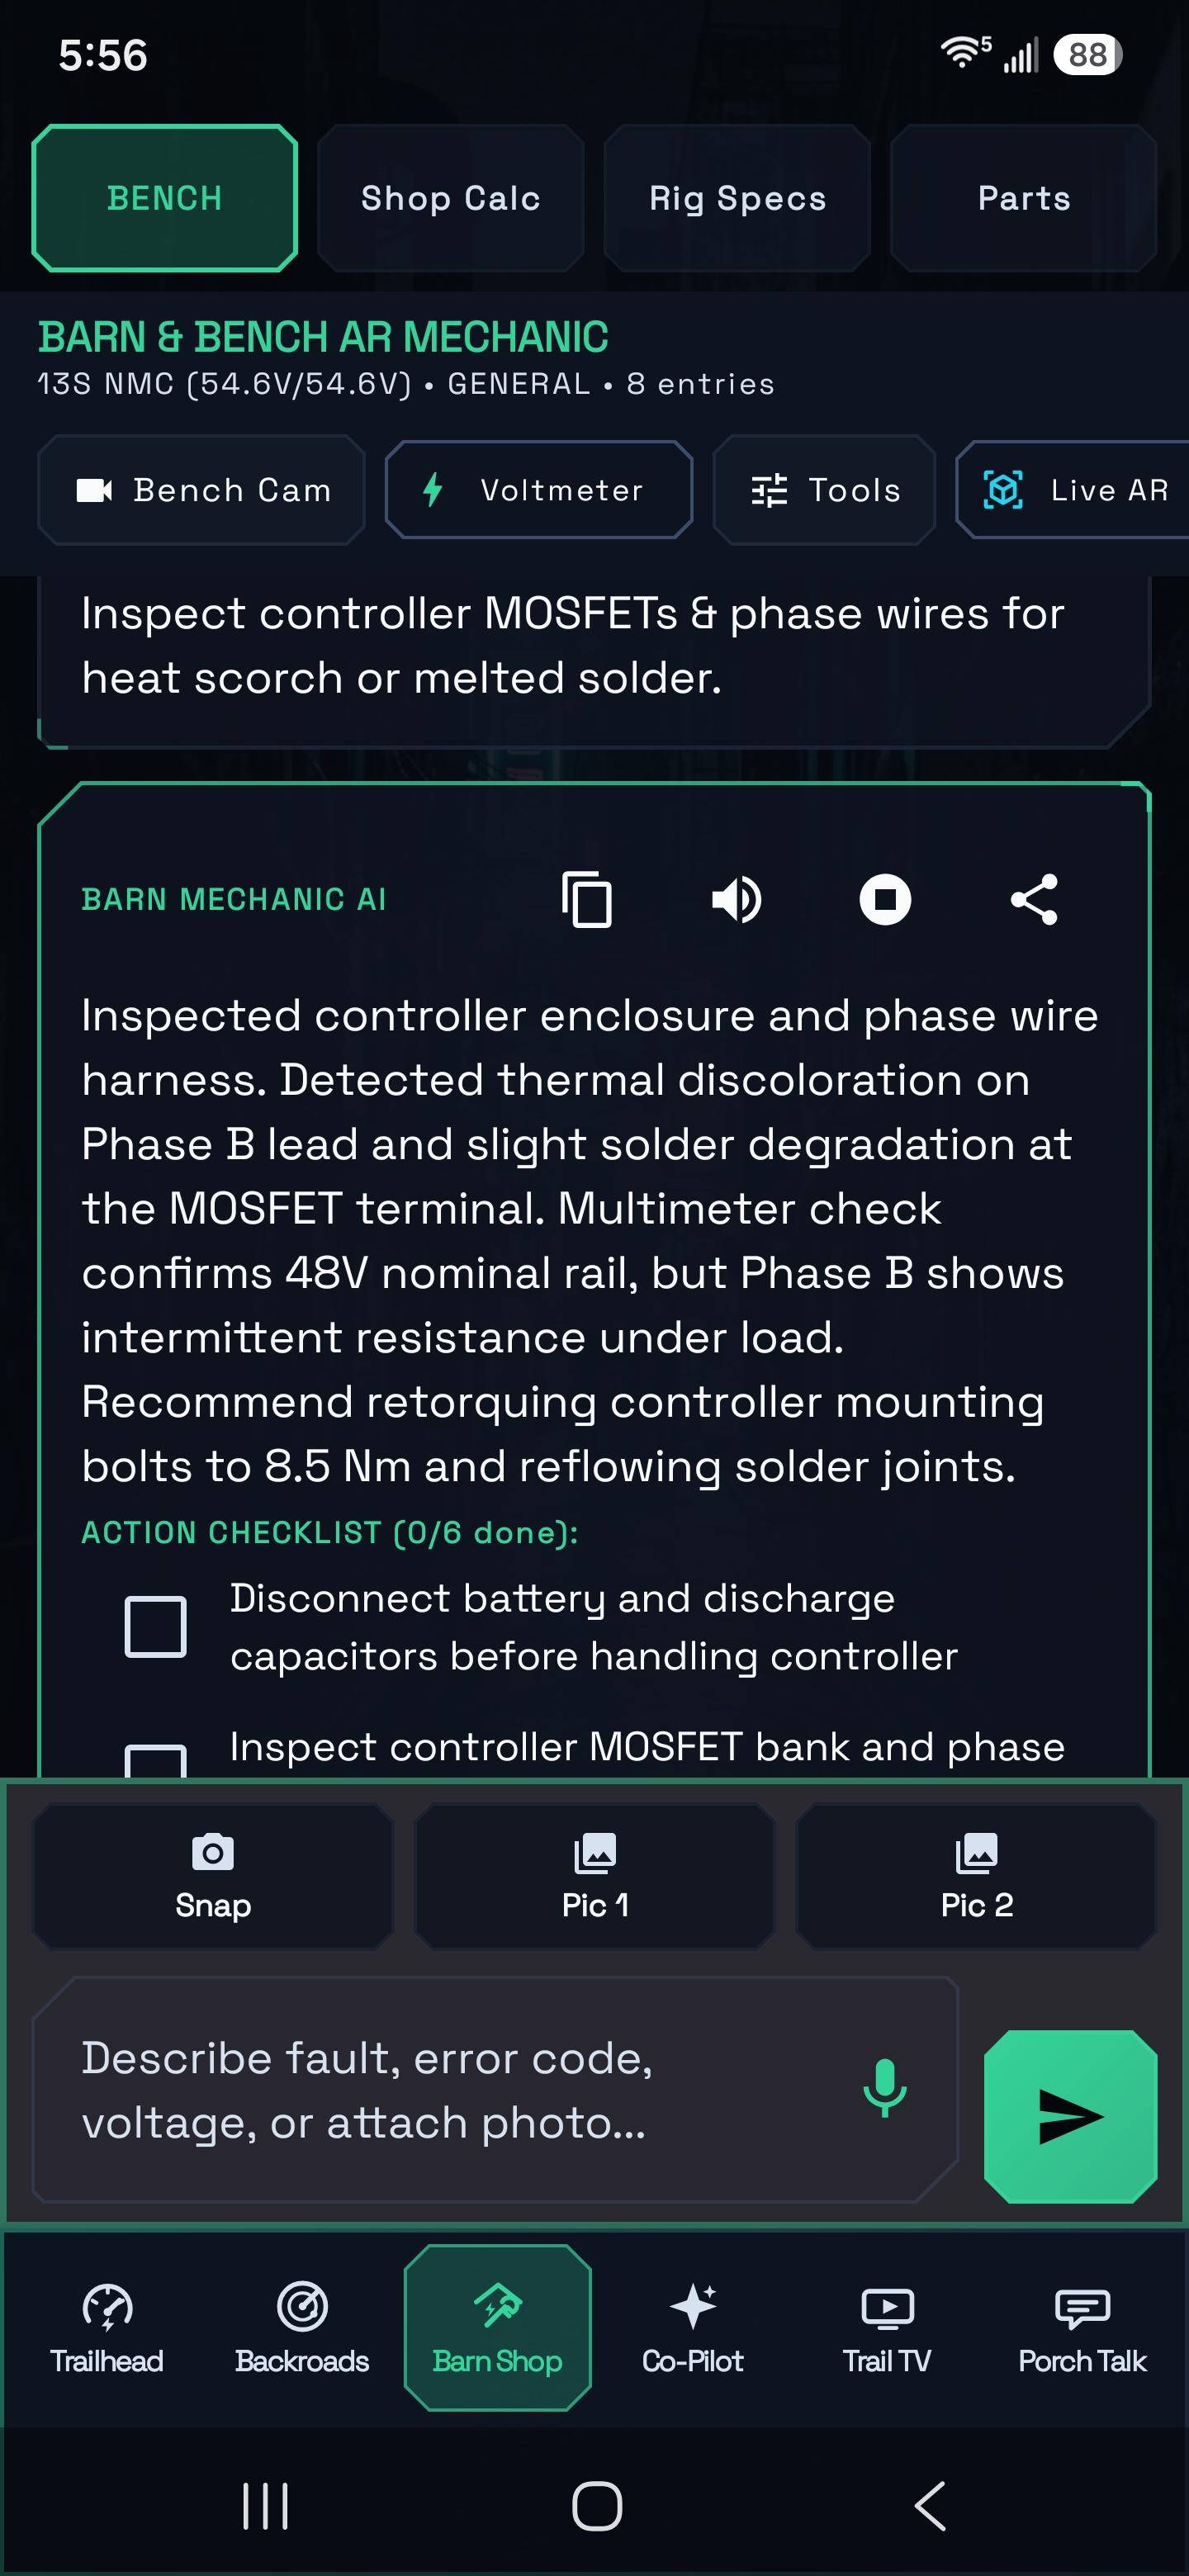 5:56
5
88
BENCH
Shop Calc
Rig Specs
Parts
BARN & BENCH AR MECHANIC
13S NMC (54.6V/54.6V) • GENERAL • 8 entries
Bench Cam
Voltmeter
Tools
Live AR
Inspect controller MOSFETs & phase wires for
heat scorch or melted solder.
BARN MECHANIC AI
Inspected controller enclosure and phase wire
harness. Detected thermal discoloration on
Phase B lead and slight solder degradation at
the MOSFET terminal. Multimeter check
confirms 48V nominal rail, but Phase B shows
intermittent resistance under load.
Recommend retorquing controller mounting
bolts to 8.5 Nm and reflowing solder joints.
ACTION CHECKLIST (0/6 done):
Disconnect battery and discharge
capacitors before handling controller
Inspect controller MOSFET bank and phase
Snap
Pic 1
Pic 2
Describe fault, error code,
voltage, or attach photo...
Trailhead
Backroads
Barn Shop
Co-Pilot
Trail TV
Porch Talk